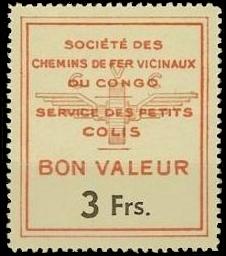 SOCIÉTÉ DES
CHEMINS DE FER VICINAUX
DU CONGO
SERVICE DES PETITS
COLIS
BON VALEUR
3 Frs.